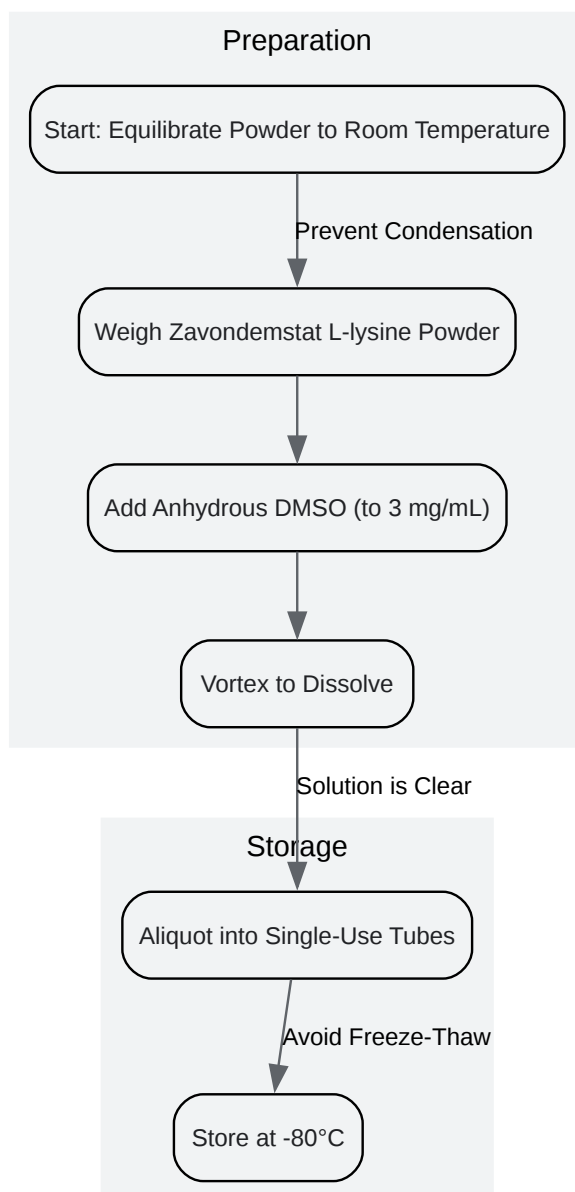 Preparation
Start: Equilibrate Powder to Room Temperature
Prevent Condensation
Weigh Zavondemstat L-lysine Powder
Add Anhydrous DMSO (to 3 mg/mL)
Vortex to Dissolve
Solution is Clear
Storage
Aliquot into Single-Use Tubes
Avoid Freeze-Thaw
Store at -80°C